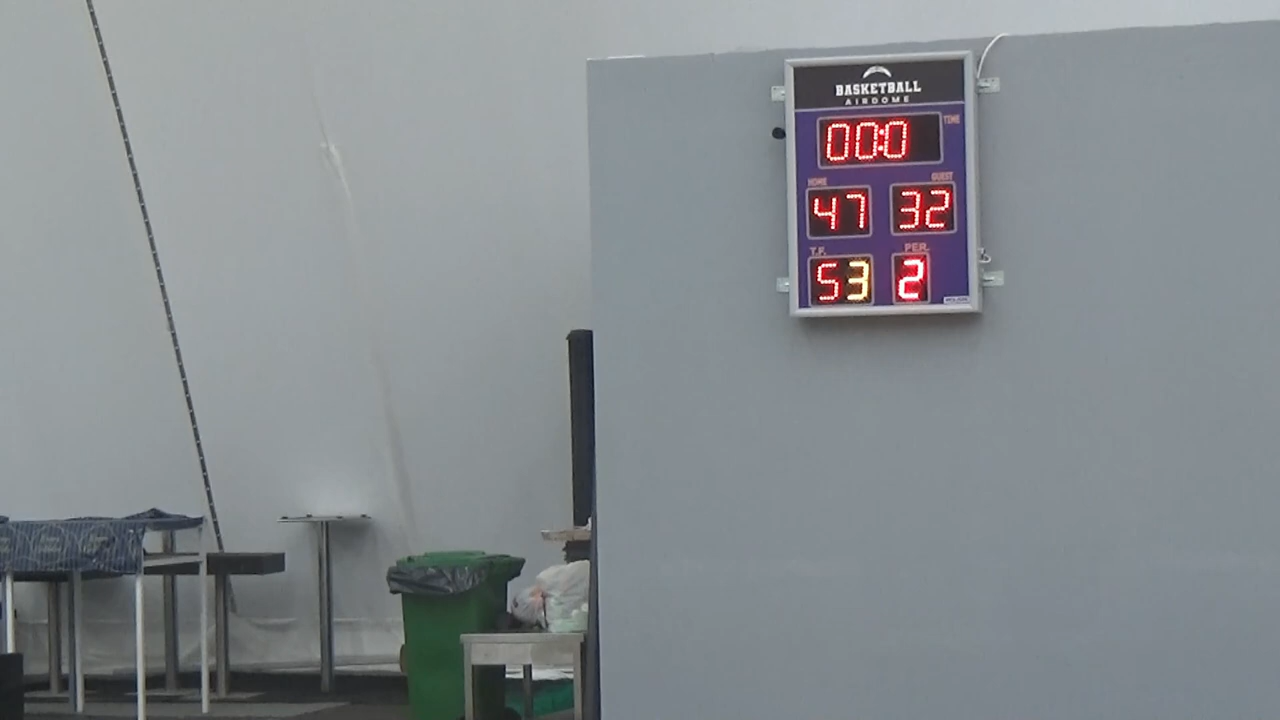 BASKETBALL
AIRDOME
TIME
00:0
HOME GUEST
47 32
T.F. PER.
53 2